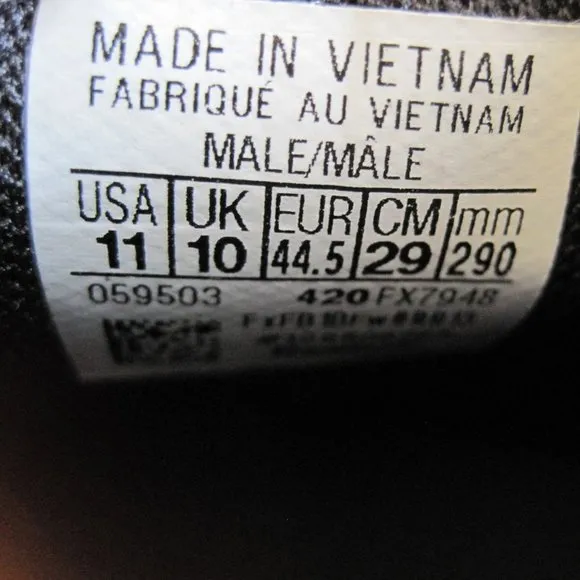 MADE IN VIETNAM
FABRIQUÉ AU VIETNAM
MALE/MÂLE
USA UK EUR CM mm
11 10 44.5 29 290
059503 420 FX7948